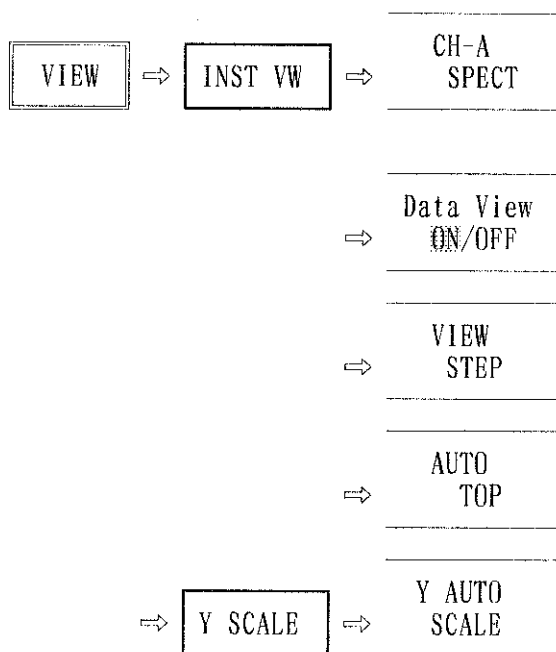 VIEW ⇨ INST VW ⇨ CH-A
SPECT
⇨ Data View
ON/OFF
⇨ VIEW
STEP
⇨ AUTO
TOP
⇨ Y SCALE ⇨ Y AUTO
SCALE